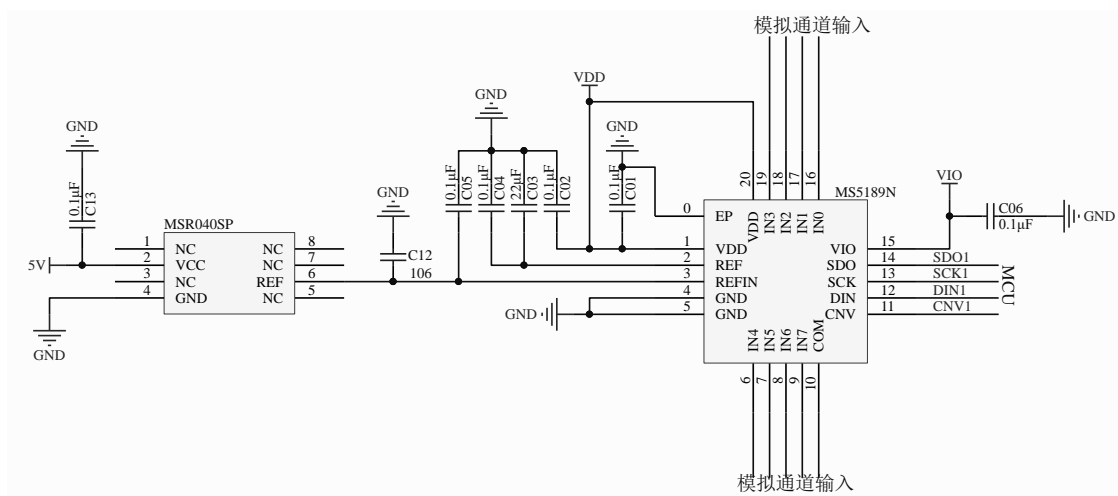 模拟通道输入
VDD
GND
GND
GND
0.1μF
C13
GND
0.1μF
C05
0.1μF
C04
22μF
C03
0.1μF
C02
0.1μF
C01
20
19
18
17
16
MS5189N
VIO
C06
0.1μF
GND
MSR040SP
0
EP
VDD
IN3
IN2
IN1
IN0
1
NC
NC
8
5V
2
VCC
NC
7
3
NC
REF
6
4
GND
NC
5
C12
106
1
VDD
2
REF
3
REFIN
4
GND
5
GND
VIO
15
SDO
14
SDO1
SCK
13
SCK1
DIN
12
DIN1
CNV
11
CNV1
MCU
GND
GND
IN4
IN5
IN6
IN7
COM
6
7
8
9
10
模拟通道输入